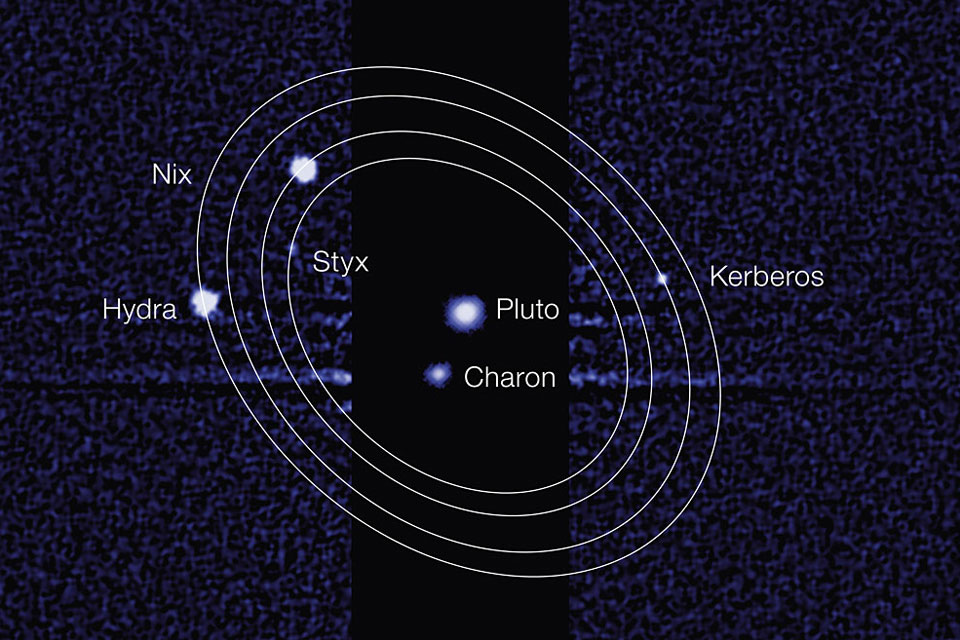 Nix
Styx
Kerberos
Hydra
Pluto
Charon